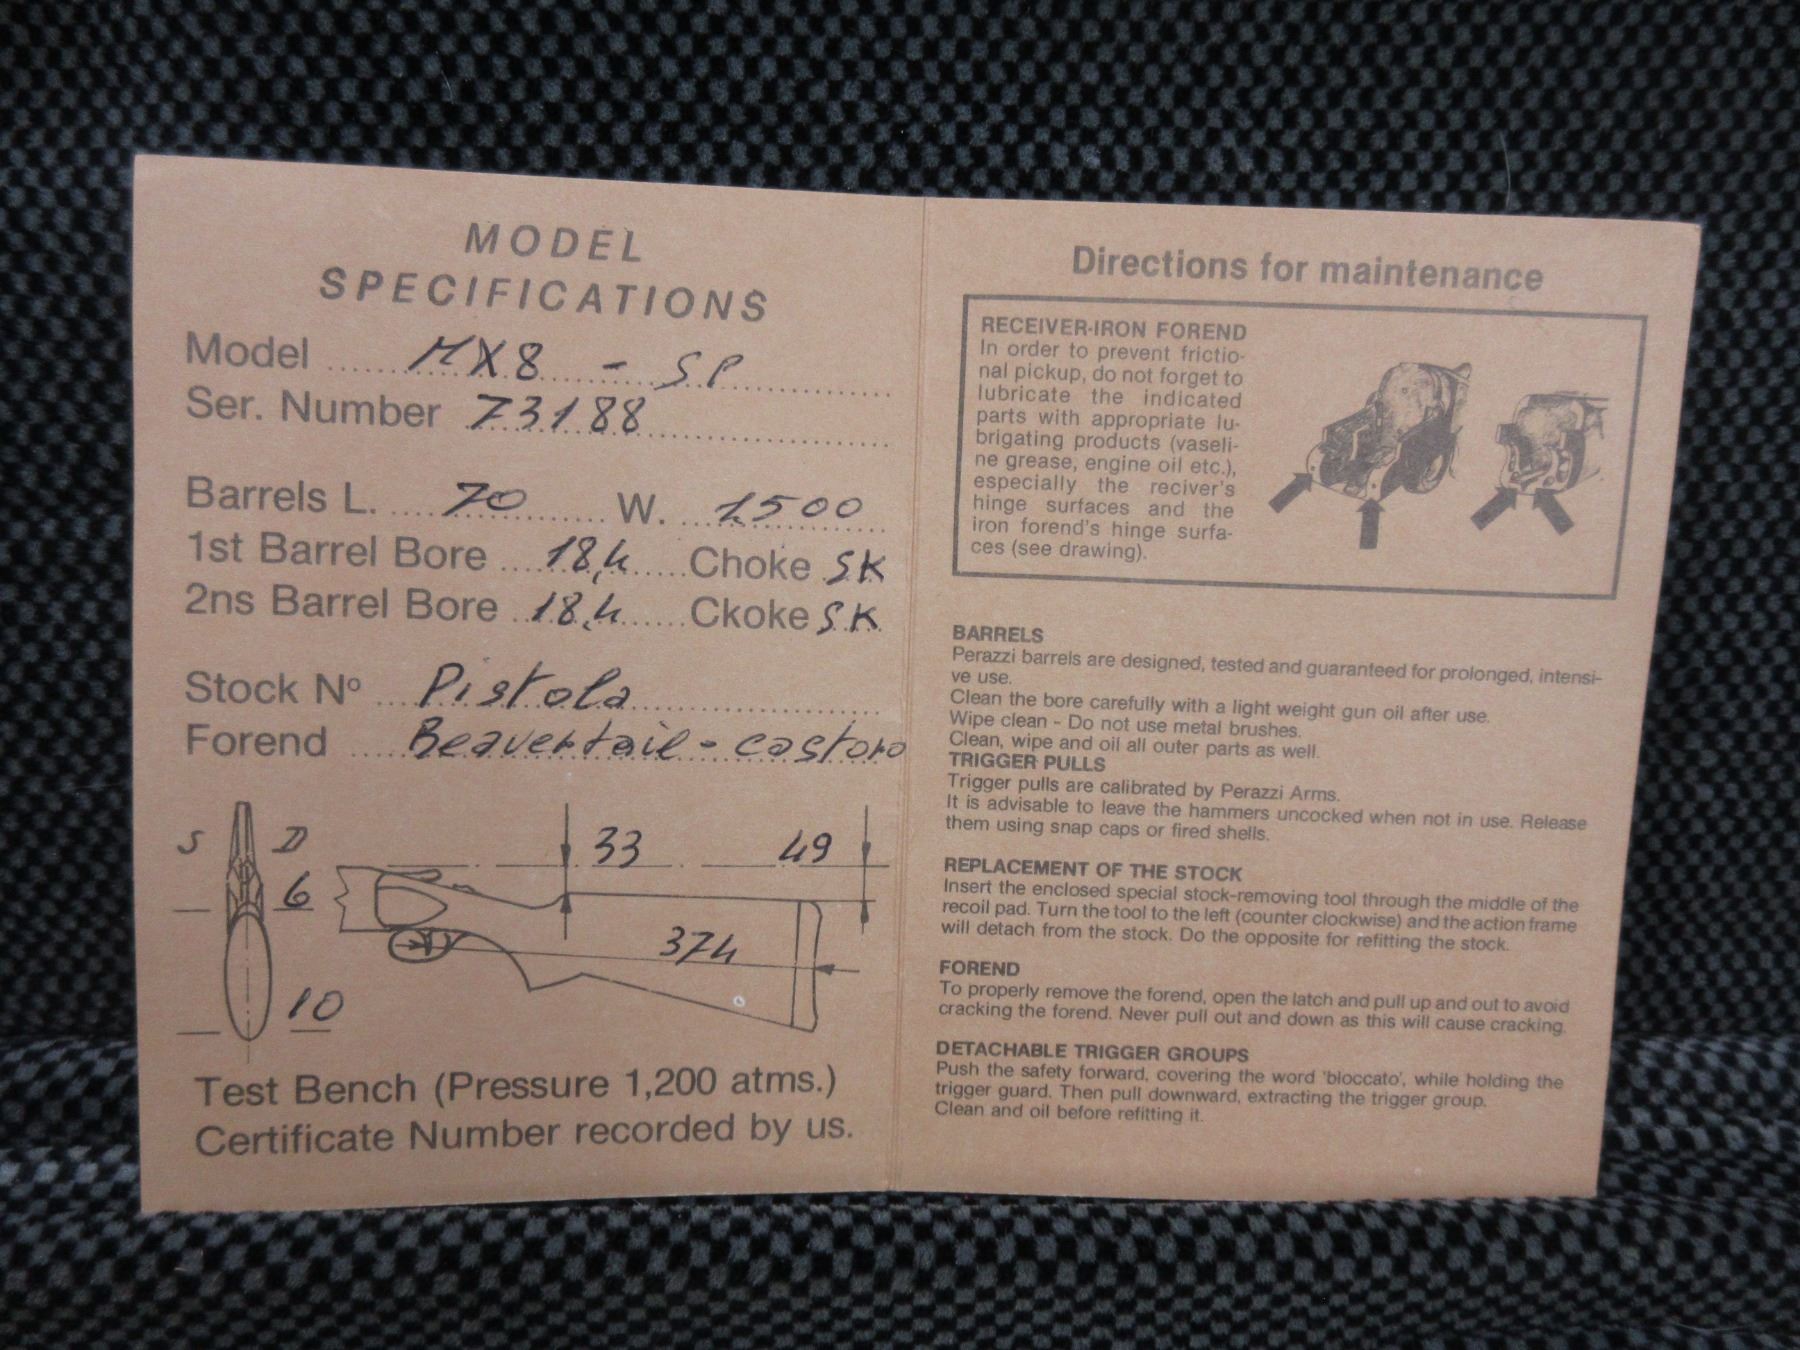 MODEL
SPECIFICATIONS
Model MX8 - SP
Ser. Number 73188
Barrels L. 70 W. 1500
1st Barrel Bore 18,4 Choke SK
2ns Barrel Bore 18,4 Ckoke SK
Stock Nº Pistola
Forend Beavertail - castoro
S D
6
10
33 49
374
Test Bench (Pressure 1,200 atms.)
Certificate Number recorded by us.
Directions for maintenance
RECEIVER-IRON FOREND
In order to prevent frictio-
nal pickup, do not forget to
lubricate the indicated
parts with appropriate lu-
brigating products (vaseli-
ne grease, engine oil etc.),
especially the reciver's
hinge surfaces and the
iron forend's hinge surfa-
ces (see drawing).
BARRELS
Perazzi barrels are designed, tested and guaranteed for prolonged, intensi-
ve use.
Clean the bore carefully with a light weight gun oil after use.
Wipe clean - Do not use metal brushes.
Clean, wipe and oil all outer parts as well.
TRIGGER PULLS
Trigger pulls are calibrated by Perazzi Arms.
It is advisable to leave the hammers uncocked when not in use. Release
them using snap caps or fired shells.
REPLACEMENT OF THE STOCK
Insert the enclosed special stock-removing tool through the middle of the
recoil pad. Turn the tool to the left (counter clockwise) and the action frame
will detach from the stock. Do the opposite for refitting the stock.
FOREND
To properly remove the forend, open the latch and pull up and out to avoid
cracking the forend. Never pull out and down as this will cause cracking.
DETACHABLE TRIGGER GROUPS
Push the safety forward, covering the word 'bloccato', while holding the
trigger guard. Then pull downward, extracting the trigger group.
Clean and oil before refitting it.